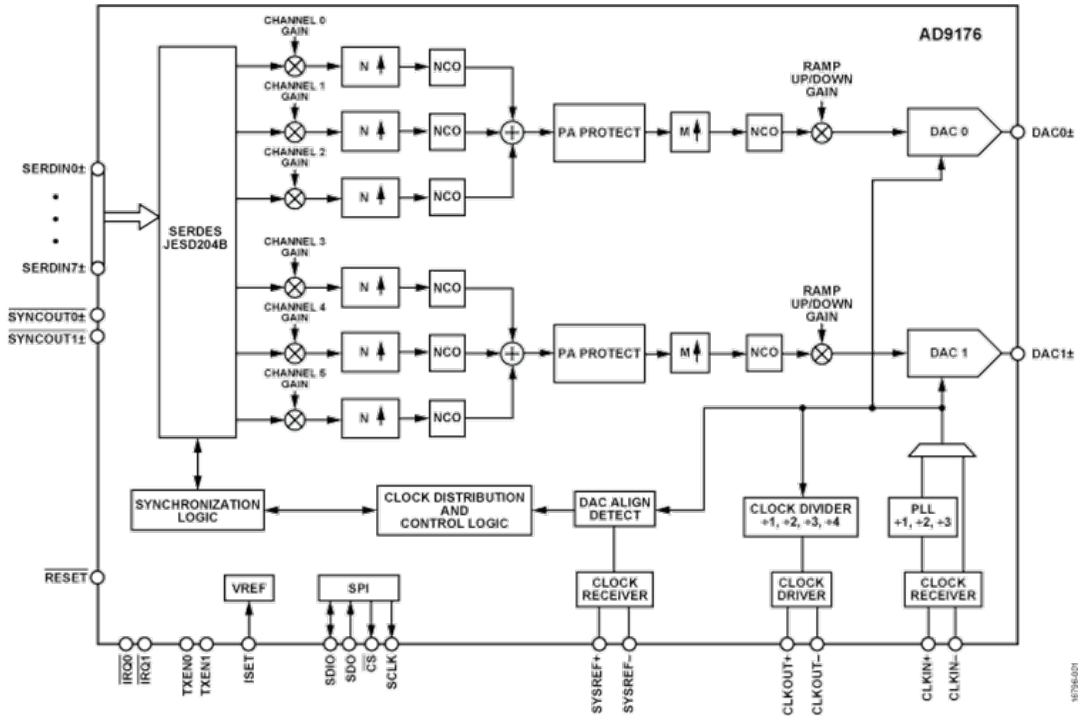 AD9176
CHANNEL 0
GAIN
N
NCO
CHANNEL 1
GAIN
N
NCO
CHANNEL 2
GAIN
N
NCO
PA PROTECT
M
NCO
RAMP
UP/DOWN
GAIN
DAC 0
DAC0±
SERDIN0±
SERDIN7±
SERDES
JESD204B
SYNCOUT0±
SYNCOUT1±
CHANNEL 3
GAIN
N
NCO
CHANNEL 4
GAIN
N
NCO
CHANNEL 5
GAIN
N
NCO
PA PROTECT
M
NCO
RAMP
UP/DOWN
GAIN
DAC 1
DAC1±
SYNCHRONIZATION
LOGIC
CLOCK DISTRIBUTION
AND
CONTROL LOGIC
DAC ALIGN
DETECT
CLOCK DIVIDER
÷1, ÷2, ÷3, ÷4
PLL
÷1, ÷2, ÷3
RESET
VREF
SPI
CLOCK
RECEIVER
CLOCK
DRIVER
CLOCK
RECEIVER
IRQ0
IRQ1
TXEN0
TXEN1
ISET
SDIO
SDO
CS
SCLK
SYSREF+
SYSREF–
CLKOUT+
CLKOUT–
CLKIN+
CLKIN–
16796-001